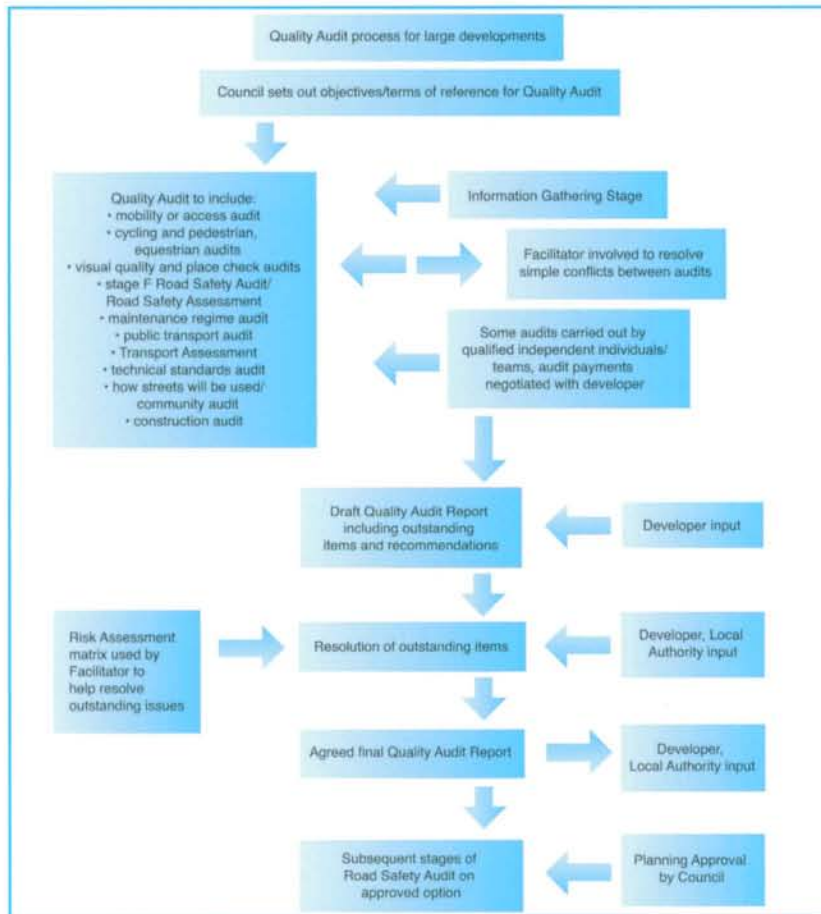 Quality Audit process for large developments
Council sets out objectives/terms of reference for Quality Audit
Quality Audit to include:
• mobility or access audit
• cycling and pedestrian,
equestrian audits
• visual quality and place check audits
• stage F Road Safety Audit/
Road Safety Assessment
• maintenance regime audit
• public transport audit
• Transport Assessment
• technical standards audit
• how streets will be used/
community audit
• construction audit
Information Gathering Stage
Facilitator involved to resolve
simple conflicts between audits
Some audits carried out by
qualified independent individuals/
teams, audit payments
negotiated with developer
Draft Quality Audit Report
including outstanding
items and recommendations
Developer input
Risk Assessment
matrix used by
Facilitator to
help resolve
outstanding issues
Resolution of outstanding items
Developer, Local
Authority input
Agreed final Quality Audit Report
Developer,
Local Authority input
Subsequent stages of
Road Safety Audit on
approved option
Planning Approval
by Council